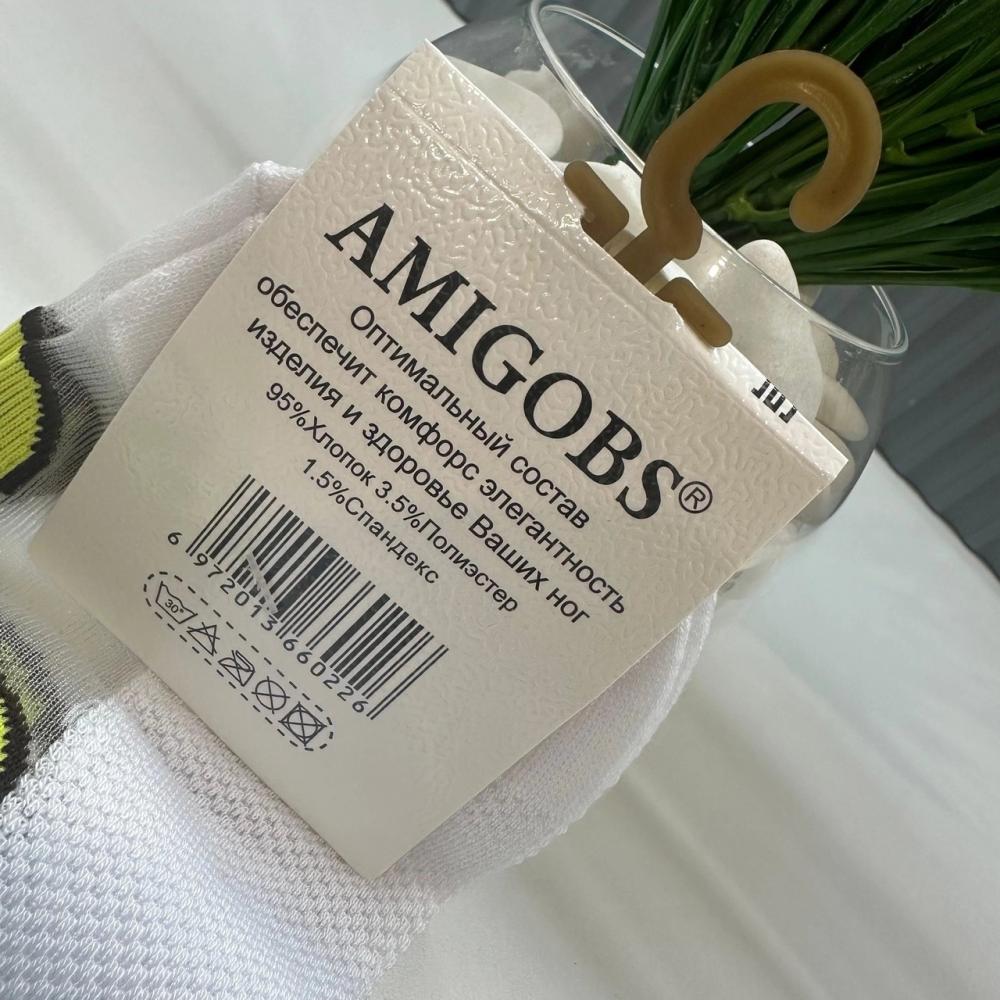 AMIGOBS®
Оптимальный состав
обеспечит комфорс элегантность
изделия и здоровье Ваших ног
95%Хлопок 3.5%Полиэстер
1.5%Спандекс
6 972013 660226
30°